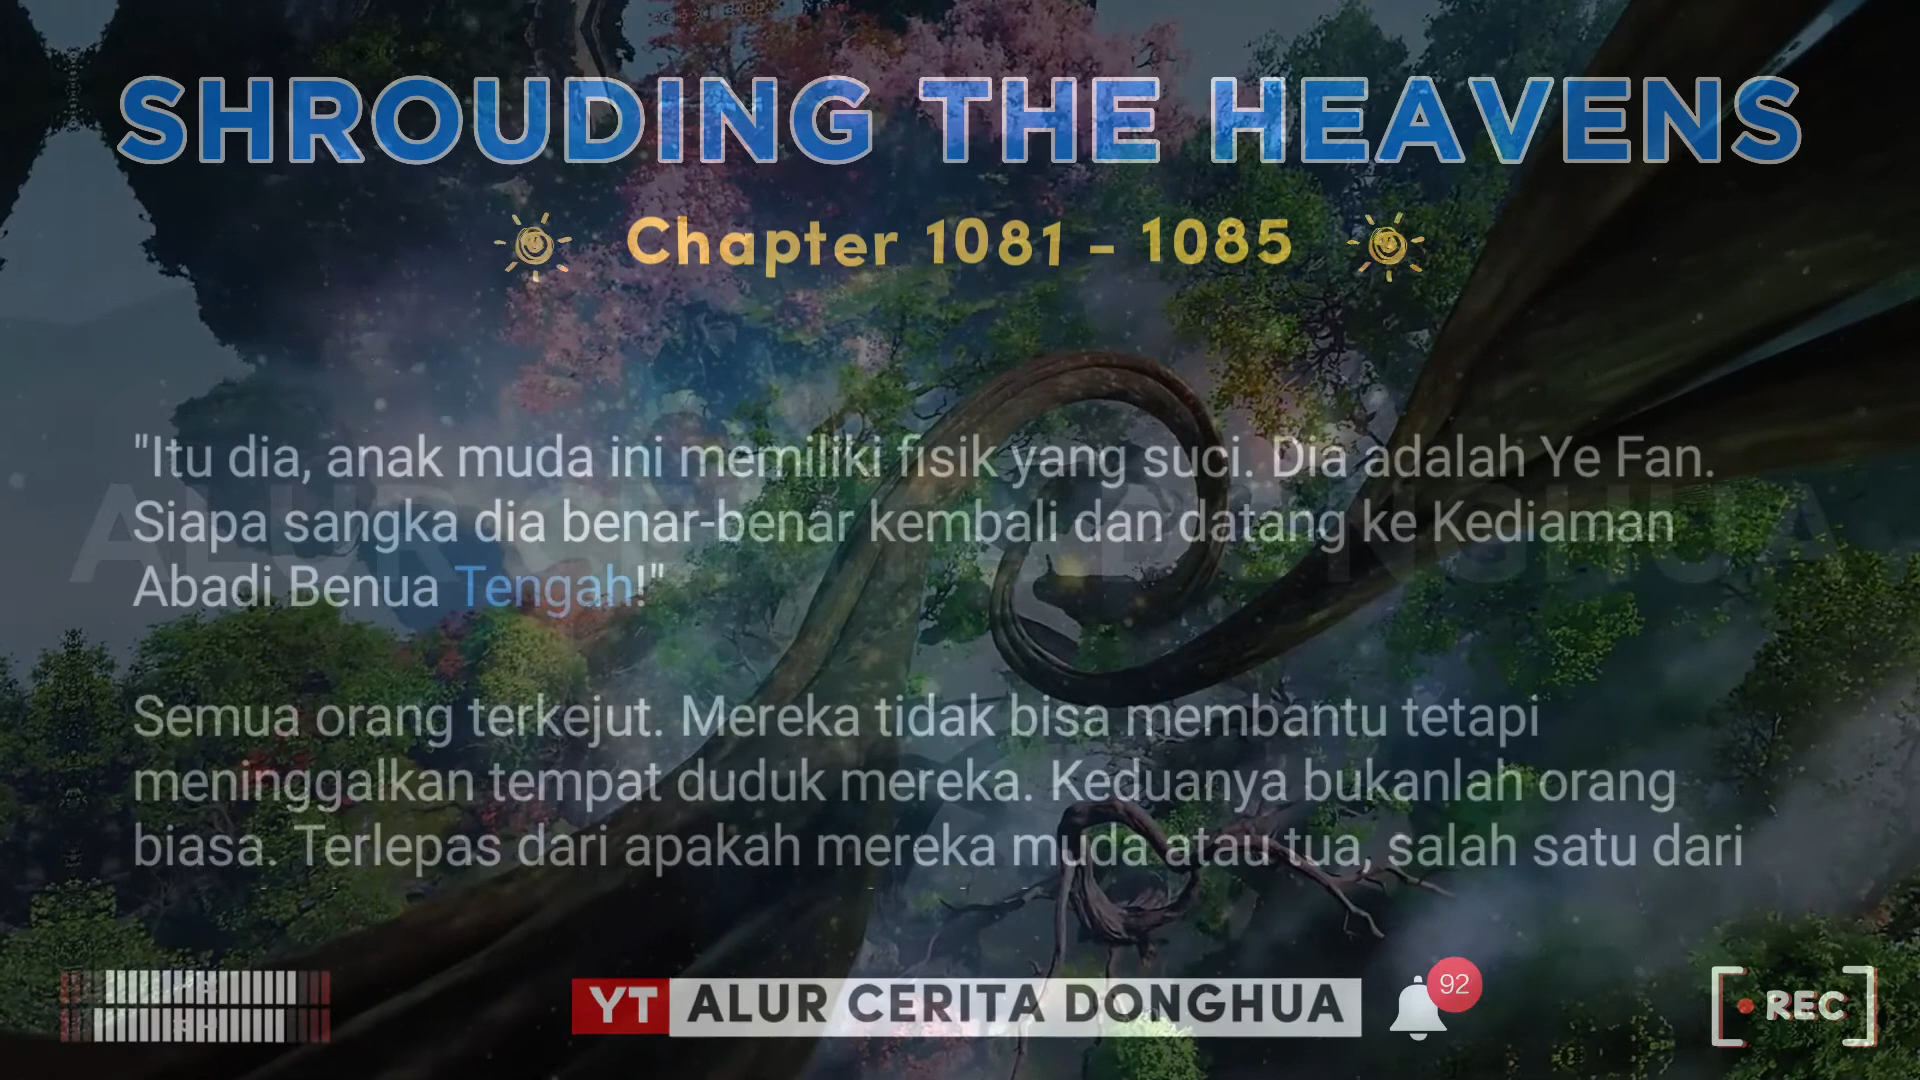 SHROUDING THE HEAVENS
Chapter 1081 - 1085
"Itu dia, anak muda ini memiliki fisik yang suci. Dia adalah Ye Fan.
Siapa sangka dia benar-benar kembali dan datang ke Kediaman
Abadi Benua Tengah!"
ALUR CERITA DONGHUA
Semua orang terkejut. Mereka tidak bisa membantu tetapi
meninggalkan tempat duduk mereka. Keduanya bukanlah orang
biasa. Terlepas dari apakah mereka muda atau tua, salah satu dari
YT ALUR CERITA DONGHUA
92
REC